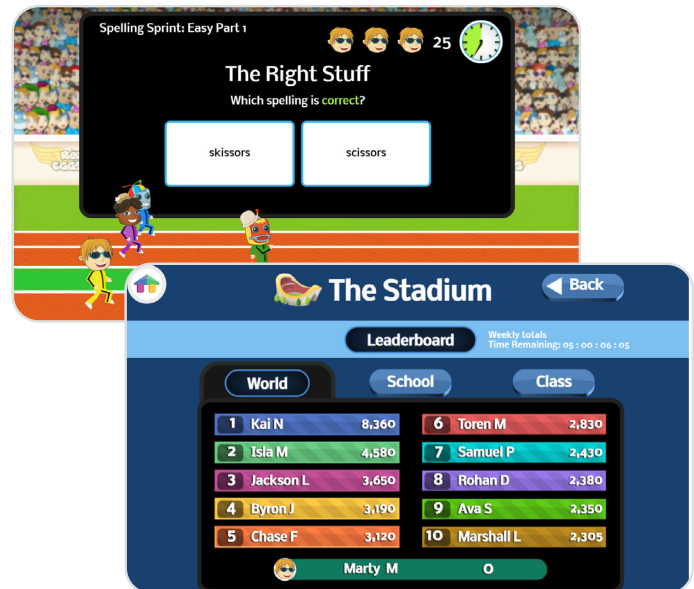 Spelling Sprint: Easy Part 1
25
The Right Stuff
Which spelling is correct?
skissors
scissors
The Stadium
Back
Leaderboard
Weekly totals
Time Remaining: 05 : 00 : 06 : 05
World
School
Class
1 Kai N 8,360
2 Isla M 4,580
3 Jackson L 3,650
4 Byron J 3,190
5 Chase F 3,120
6 Toren M 2,830
7 Samuel P 2,430
8 Rohan D 2,380
9 Ava S 2,350
10 Marshall L 2,305
Marty M 0